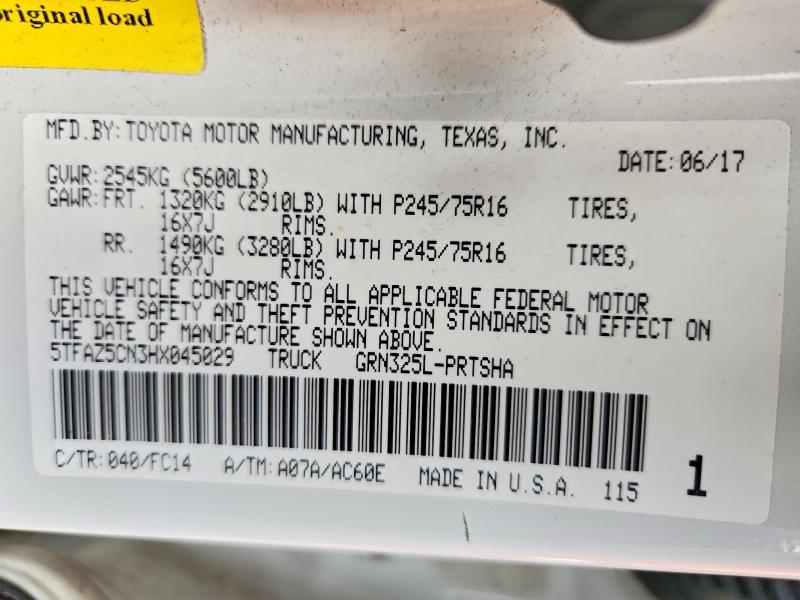 original load
MFD.BY: TOYOTA MOTOR MANUFACTURING, TEXAS, INC.
DATE: 06/17
GVWR: 2545KG (5600LB)
GAWR: FRT. 1320KG (2910LB) WITH P245/75R16 TIRES,
16X7J RIMS.
RR. 1490KG (3280LB) WITH P245/75R16 TIRES,
16X7J RIMS.
THIS VEHICLE CONFORMS TO ALL APPLICABLE FEDERAL MOTOR
VEHICLE SAFETY AND THEFT PREVENTION STANDARDS IN EFFECT ON
THE DATE OF MANUFACTURE SHOWN ABOVE.
5TFAZ5CN3HX045029 TRUCK GRN325L-PRTSHA
C/TR: 040/FC14 A/TM: A07A/AC60E MADE IN U.S.A. 115 1